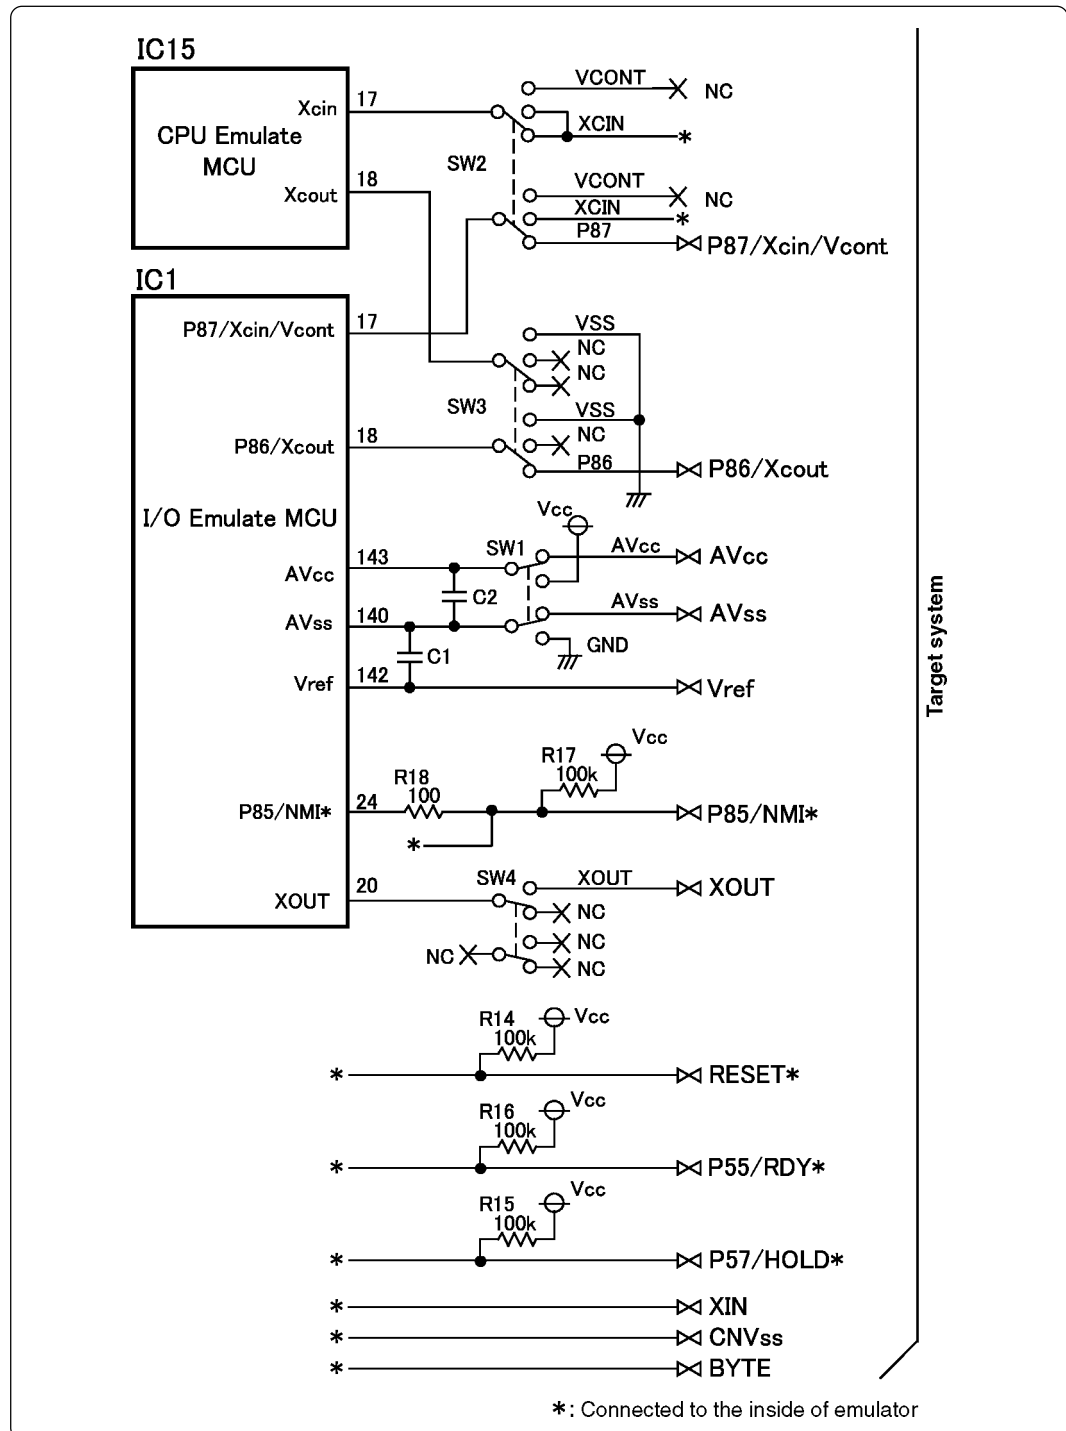 IC15
VCONT
NC
Xcin
17
XCIN
*
CPU Emulate
MCU
SW2
18
Xcout
VCONT
NC
XCIN
*
P87
P87/Xcin/Vcont
IC1
P87/Xcin/Vcont
17
VSS
NC
NC
SW3
VSS
P86/Xcout
18
NC
P86
P86/Xcout
I/O Emulate MCU
Vcc
SW1
AVcc
143
AVcc
AVcc
C2
AVss
140
AVss
AVss
GND
C1
Vref
142
Vref
Target system
Vcc
R17
100k
R18
100
P85/NMI*
24
P85/NMI*
*
XOUT
20
SW4
XOUT
XOUT
NC
NC
NC
NC
R14
100k
Vcc
*
RESET*
R16
100k
Vcc
*
P55/RDY*
R15
100k
Vcc
*
P57/HOLD*
*
XIN
*
CNVss
*
BYTE
*: Connected to the inside of emulator